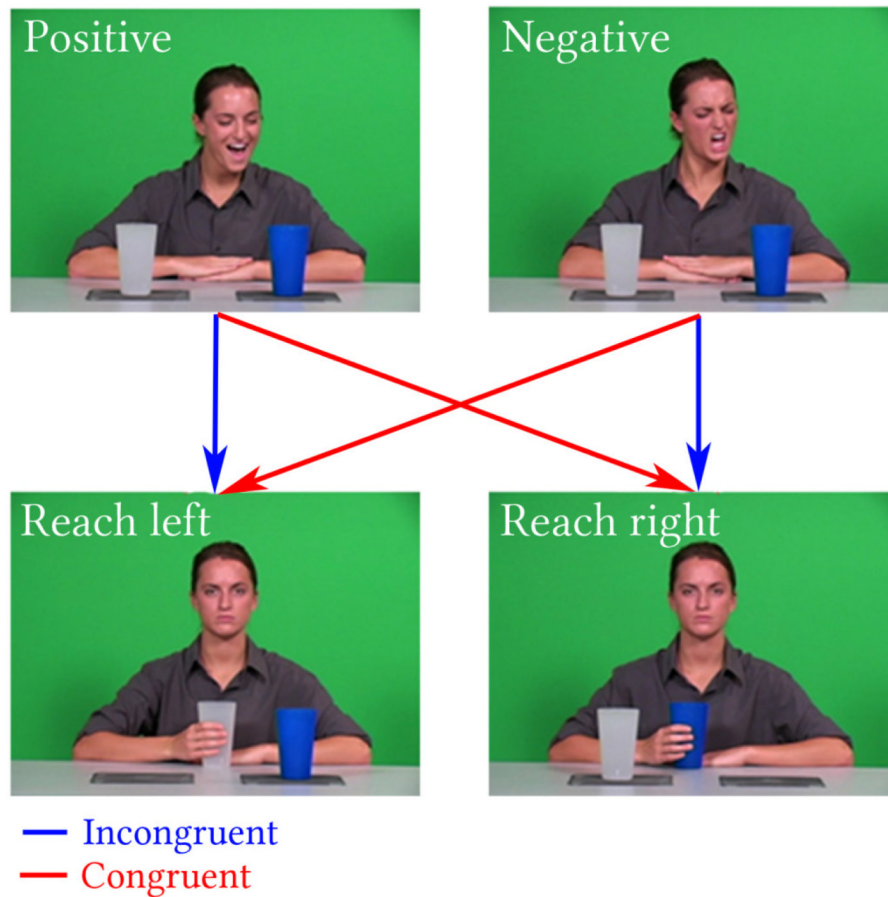 Positive
Negative
Reach left
Reach right
Incongruent
Congruent